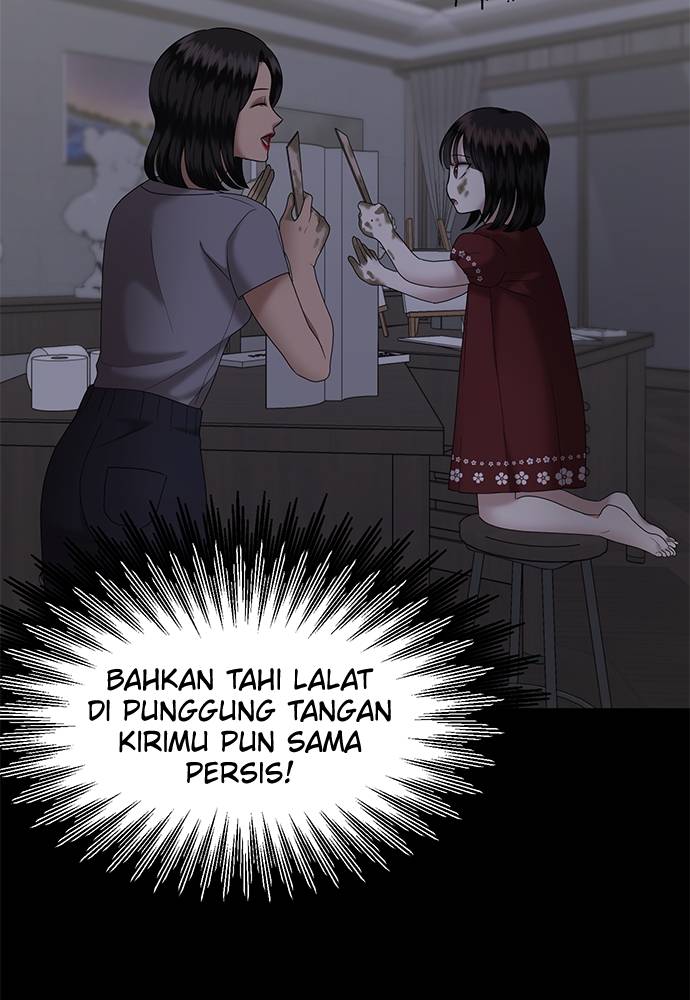 BAHKAN TAHI LALAT
DI PUNGGUNG TANGAN
KIRIMU PUN SAMA
PERSIS!